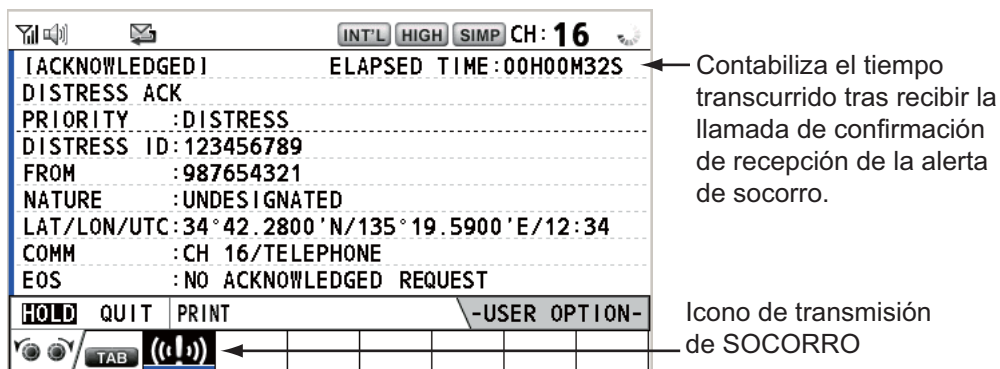 INT'L HIGH SIMP CH: 16
[ACKNOWLEDGED] ELAPSED TIME:00H00M32S
DISTRESS ACK
PRIORITY :DISTRESS
DISTRESS ID:123456789
FROM :987654321
NATURE :UNDESIGNATED
LAT/LON/UTC:34°42.2800'N/135°19.5900'E/12:34
COMM :CH 16/TELEPHONE
EOS :NO ACKNOWLEDGED REQUEST
HOLD QUIT PRINT -USER OPTION-
TAB
Contabiliza el tiempo
transcurrido tras recibir la
llamada de confirmación
de recepción de la alerta
de socorro.
Icono de transmisión
de SOCORRO